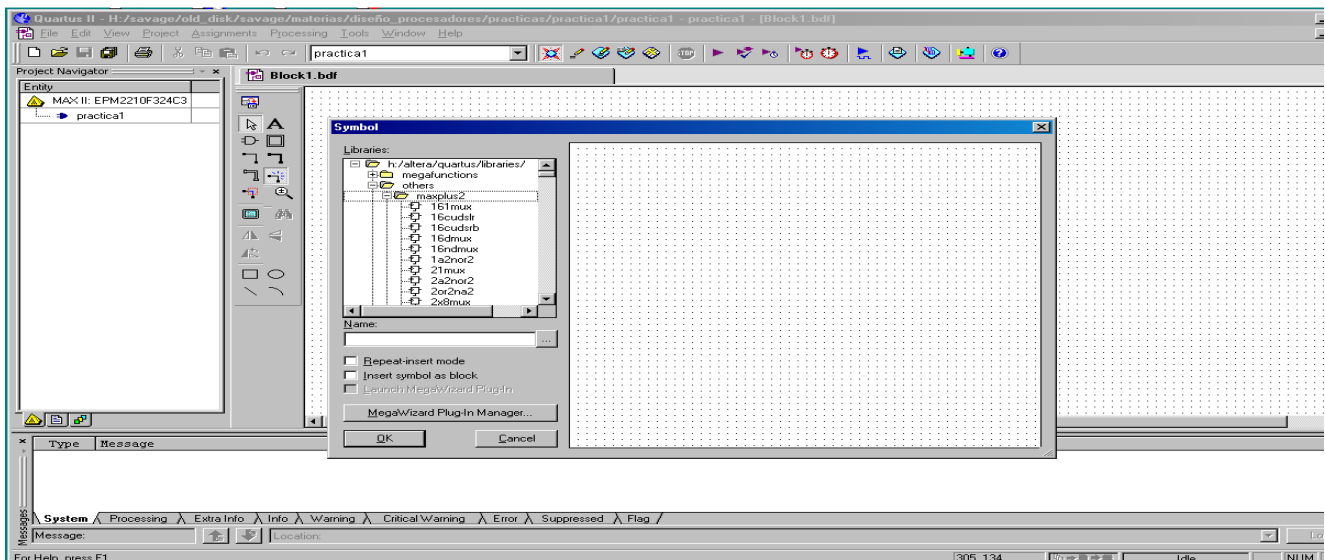 Quartus II - H:/savage/old_disk/savage/materias/diseño_procesadores/practicas/practica1/practica1 - practica1 - [Block1.bdf]
File Edit View Project Assignments Processing Tools Window Help
practica1
STOP
Project Navigator
Block1.bdf
Entity
MAX II: EPM2210F324C3
practica1
A
Symbol
Libraries:
h:/altera/quartus/libraries/
megafunctions
others
maxplus2
161mux
16cudslr
16cudsrb
16dmux
16ndmux
1a2nor2
21mux
2a2nor2
2or2na2
2x8mux
Name:
...
Repeat-insert mode
Insert symbol as block
Launch MegaWizard Plug-In
MegaWizard Plug-In Manager...
OK Cancel
Type Message
Messages
System Processing Extra Info Info Warning Critical Warning Error Suppressed Flag
Message: Location:
For Help, press F1 305, 134 Idle NUM